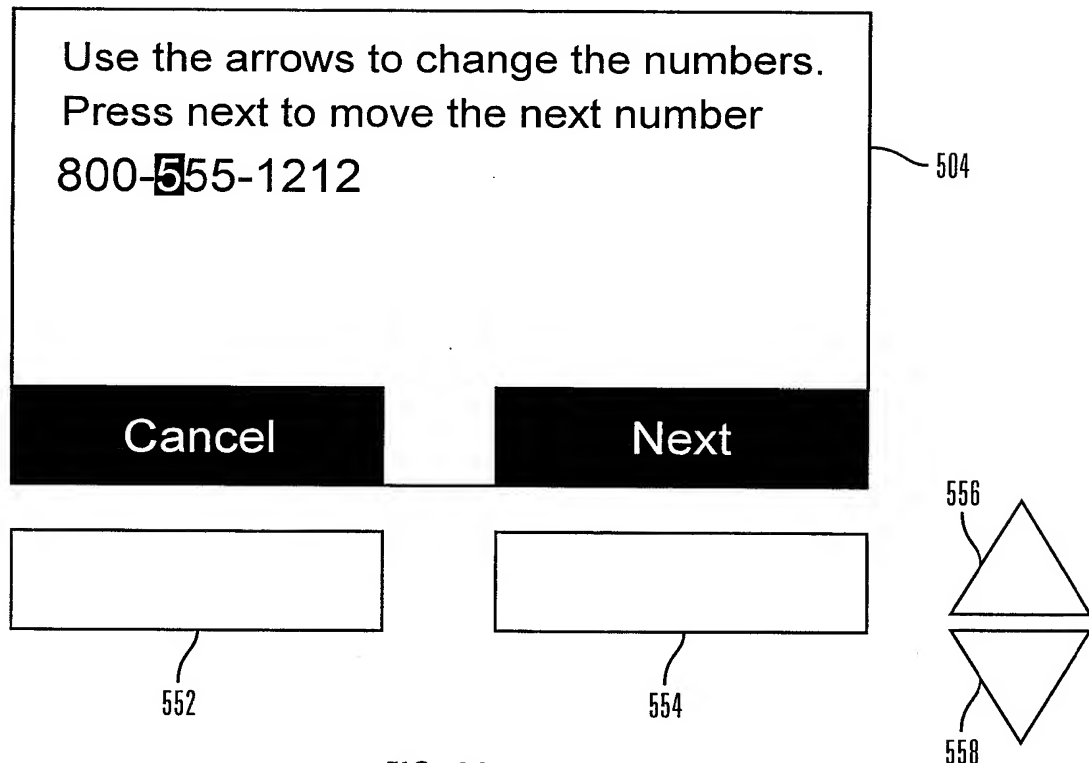 Use the arrows to change the numbers.
Press next to move the next number
800-555-1212
504
Cancel
Next
556
552
554
558